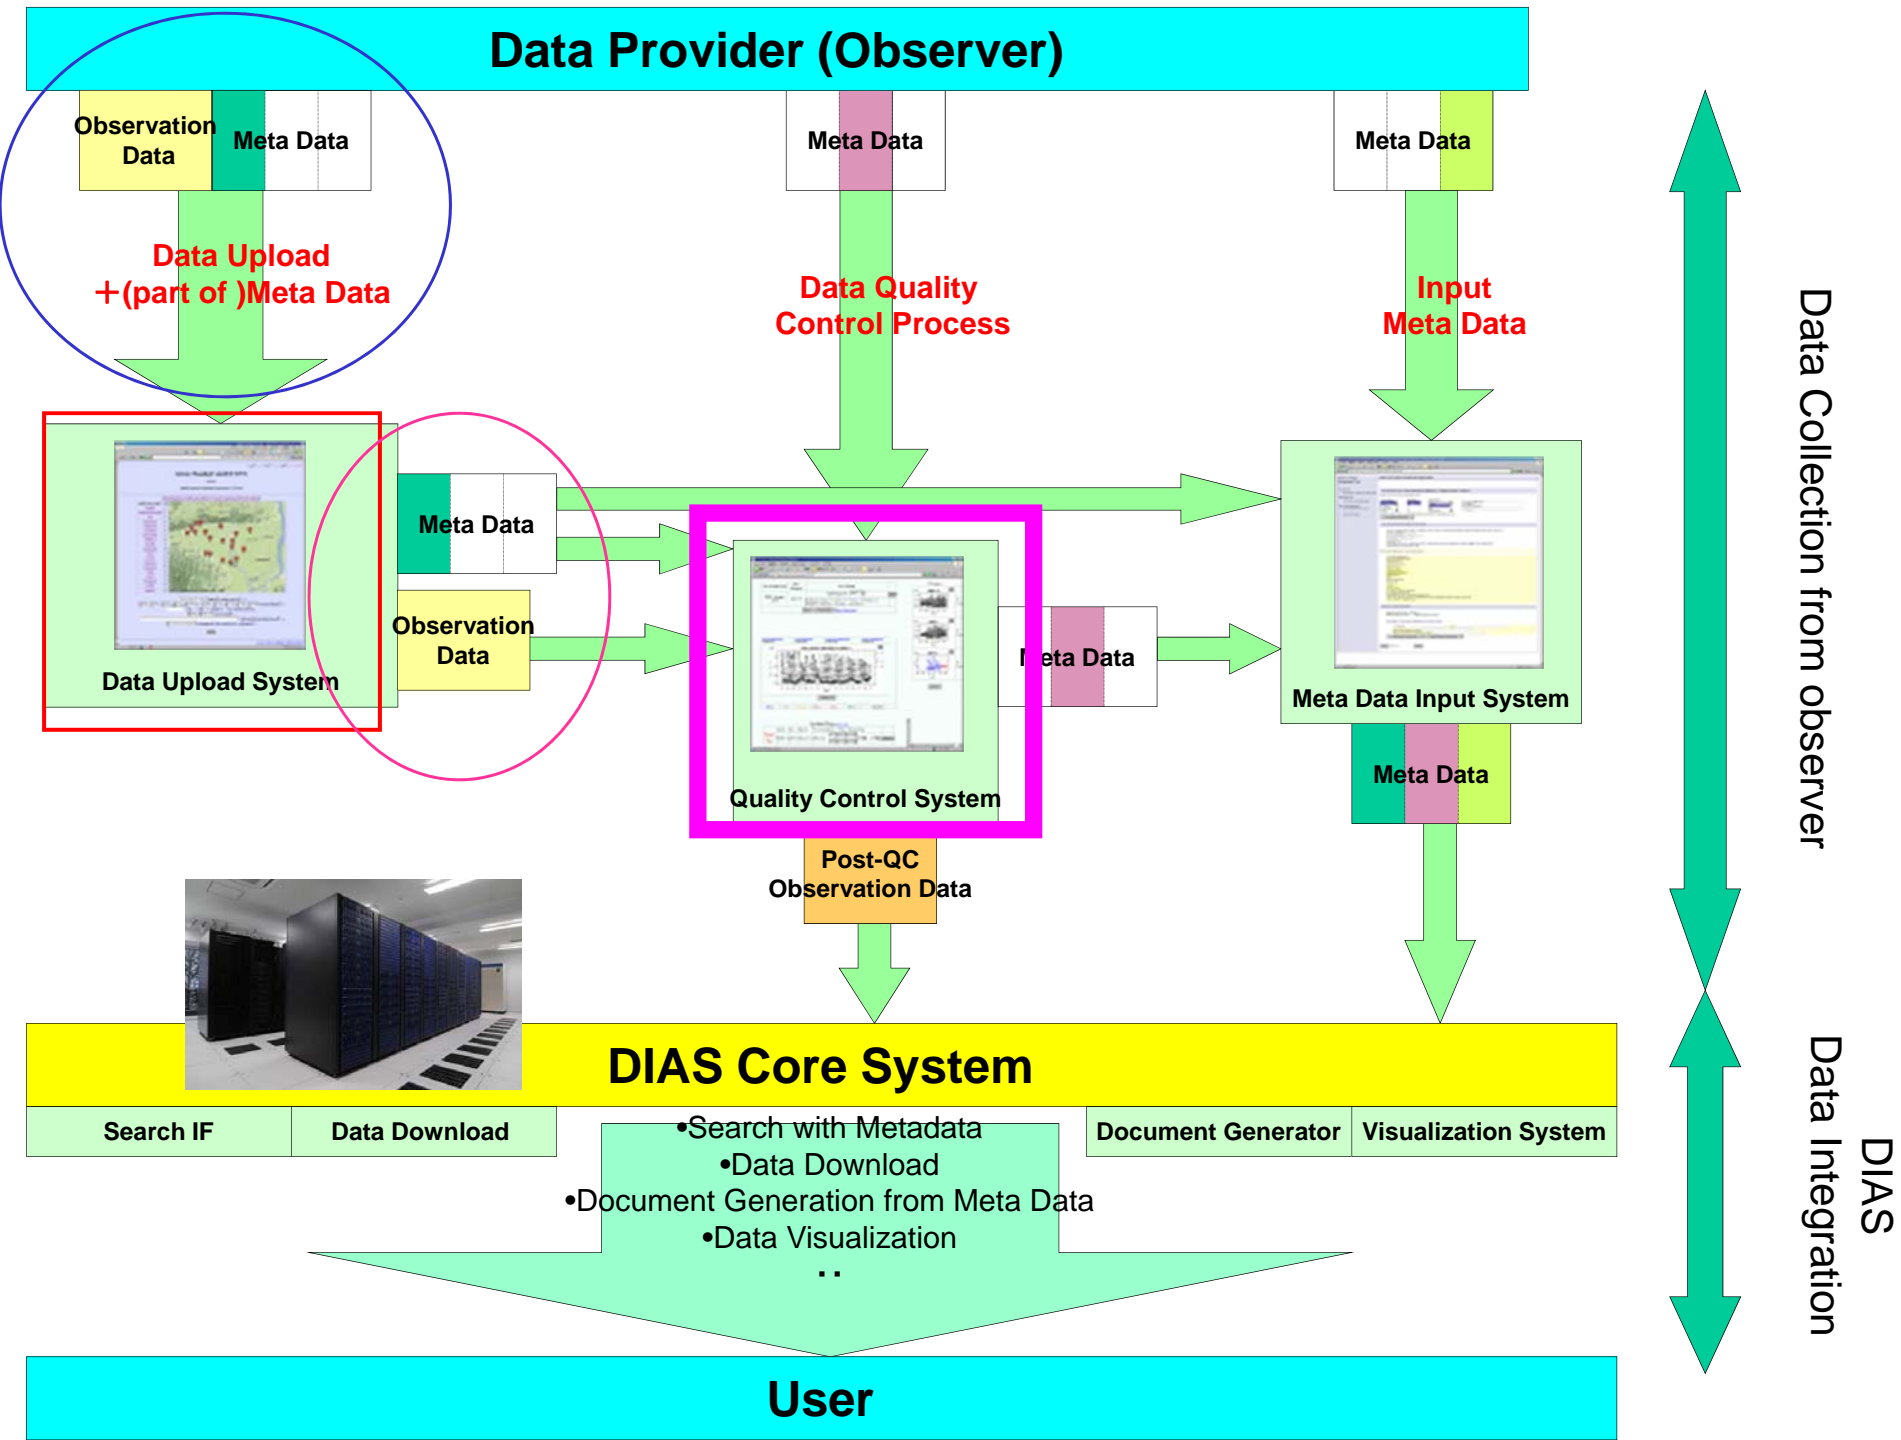 Data Provider (Observer)
Observation
Data
Meta Data
Meta Data
Meta Data
Data Upload
+(part of )Meta Data
Data Quality
Control Process
Input
Meta Data
Data Upload System
Meta Data
Observation
Data
Quality Control System
Meta Data
Meta Data Input System
Meta Data
Post-QC
Observation Data
DIAS Core System
Search IF
Data Download
Document Generator
Visualization System
•Search with Metadata
•Data Download
•Document Generation from Meta Data
•Data Visualization
··
User
Data Collection from observer
DIAS
Data Integration